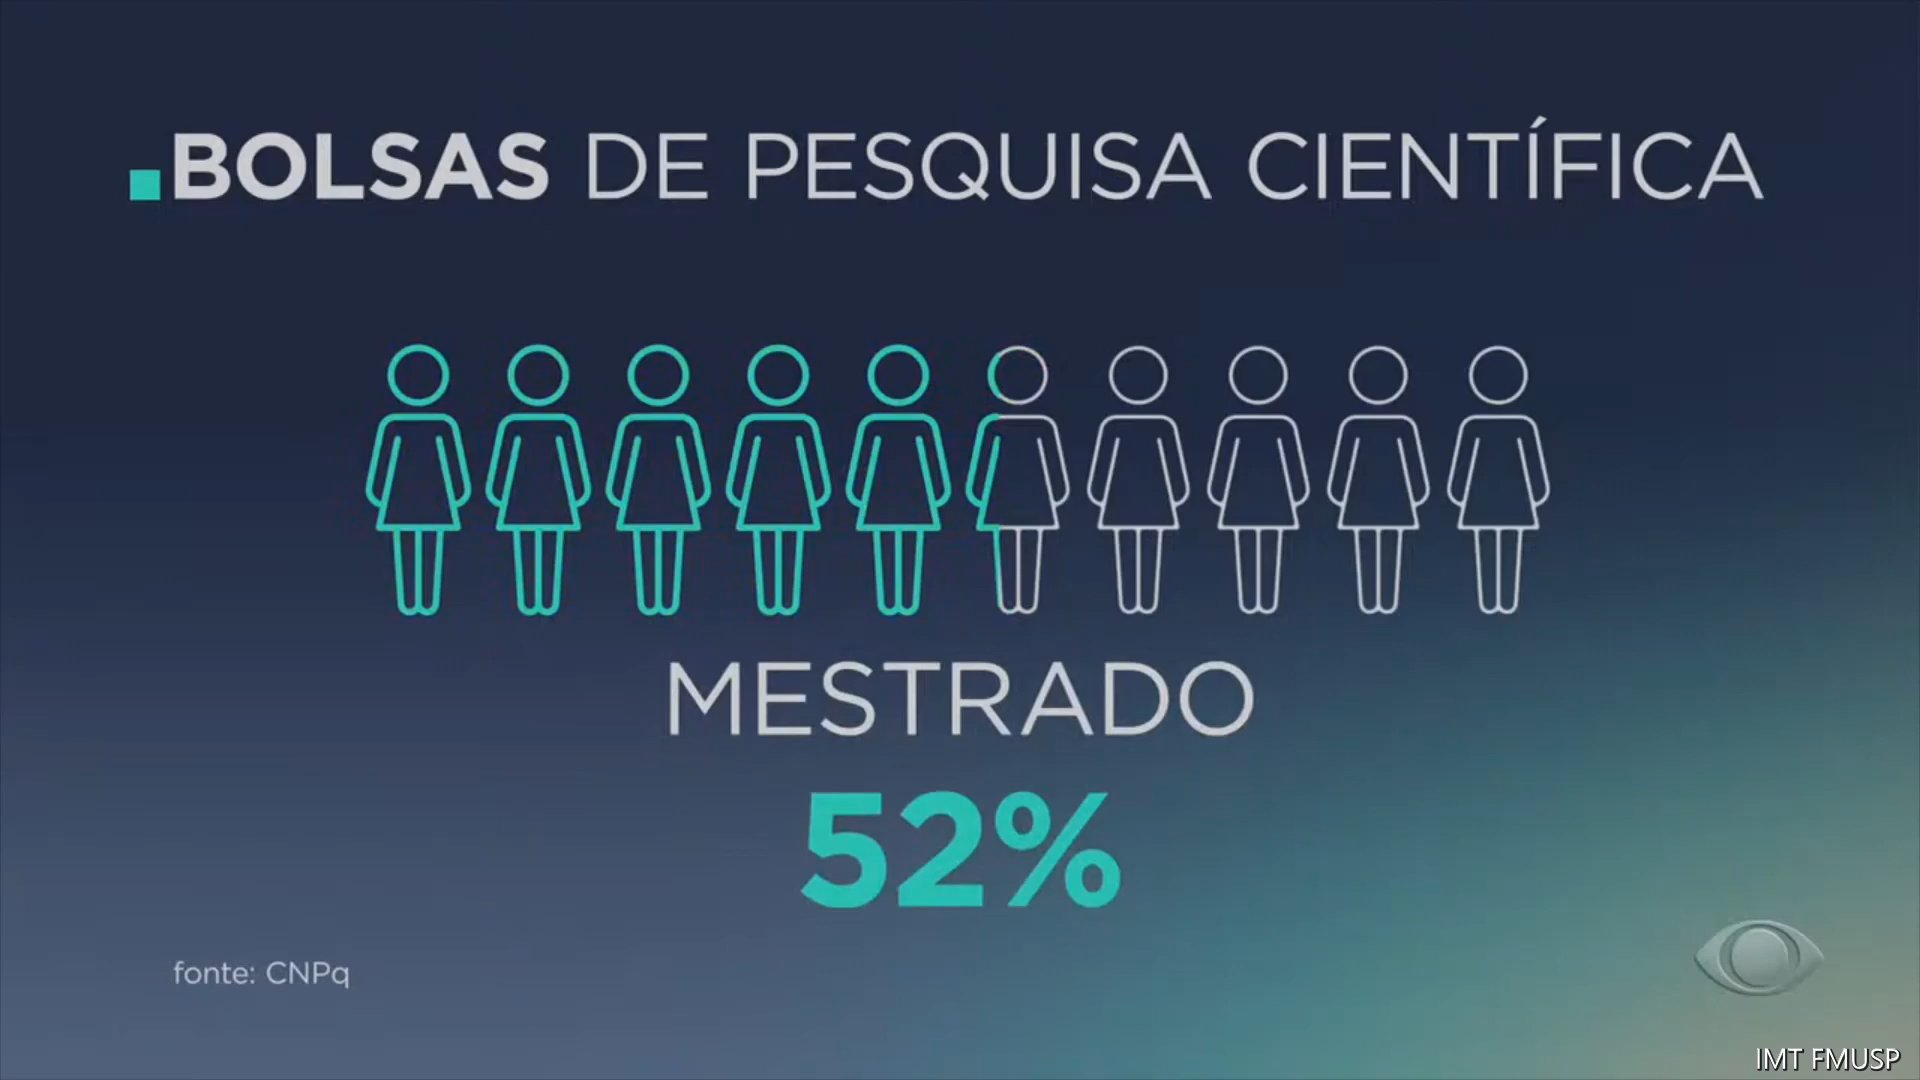 BOLSAS DE PESQUISA CIENTÍFICA
MESTRADO
52%
fonte: CNPq
IMT FMUSP